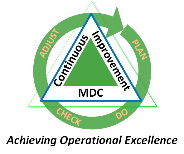 ADJUST
PLAN
Continuous
Improvement
MDC
CHECK
DO
Achieving Operational Excellence